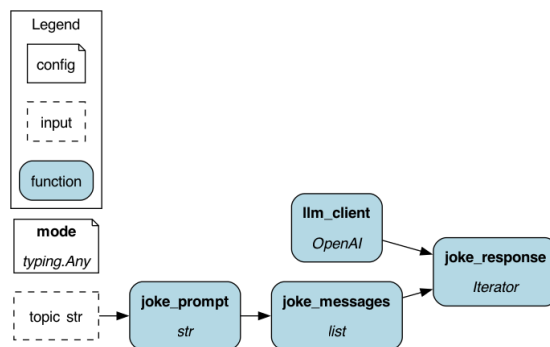 Legend
config
input
function
mode
typing.Any
topic str
joke_prompt
str
joke_messages
list
llm_client
OpenAI
joke_response
Iterator